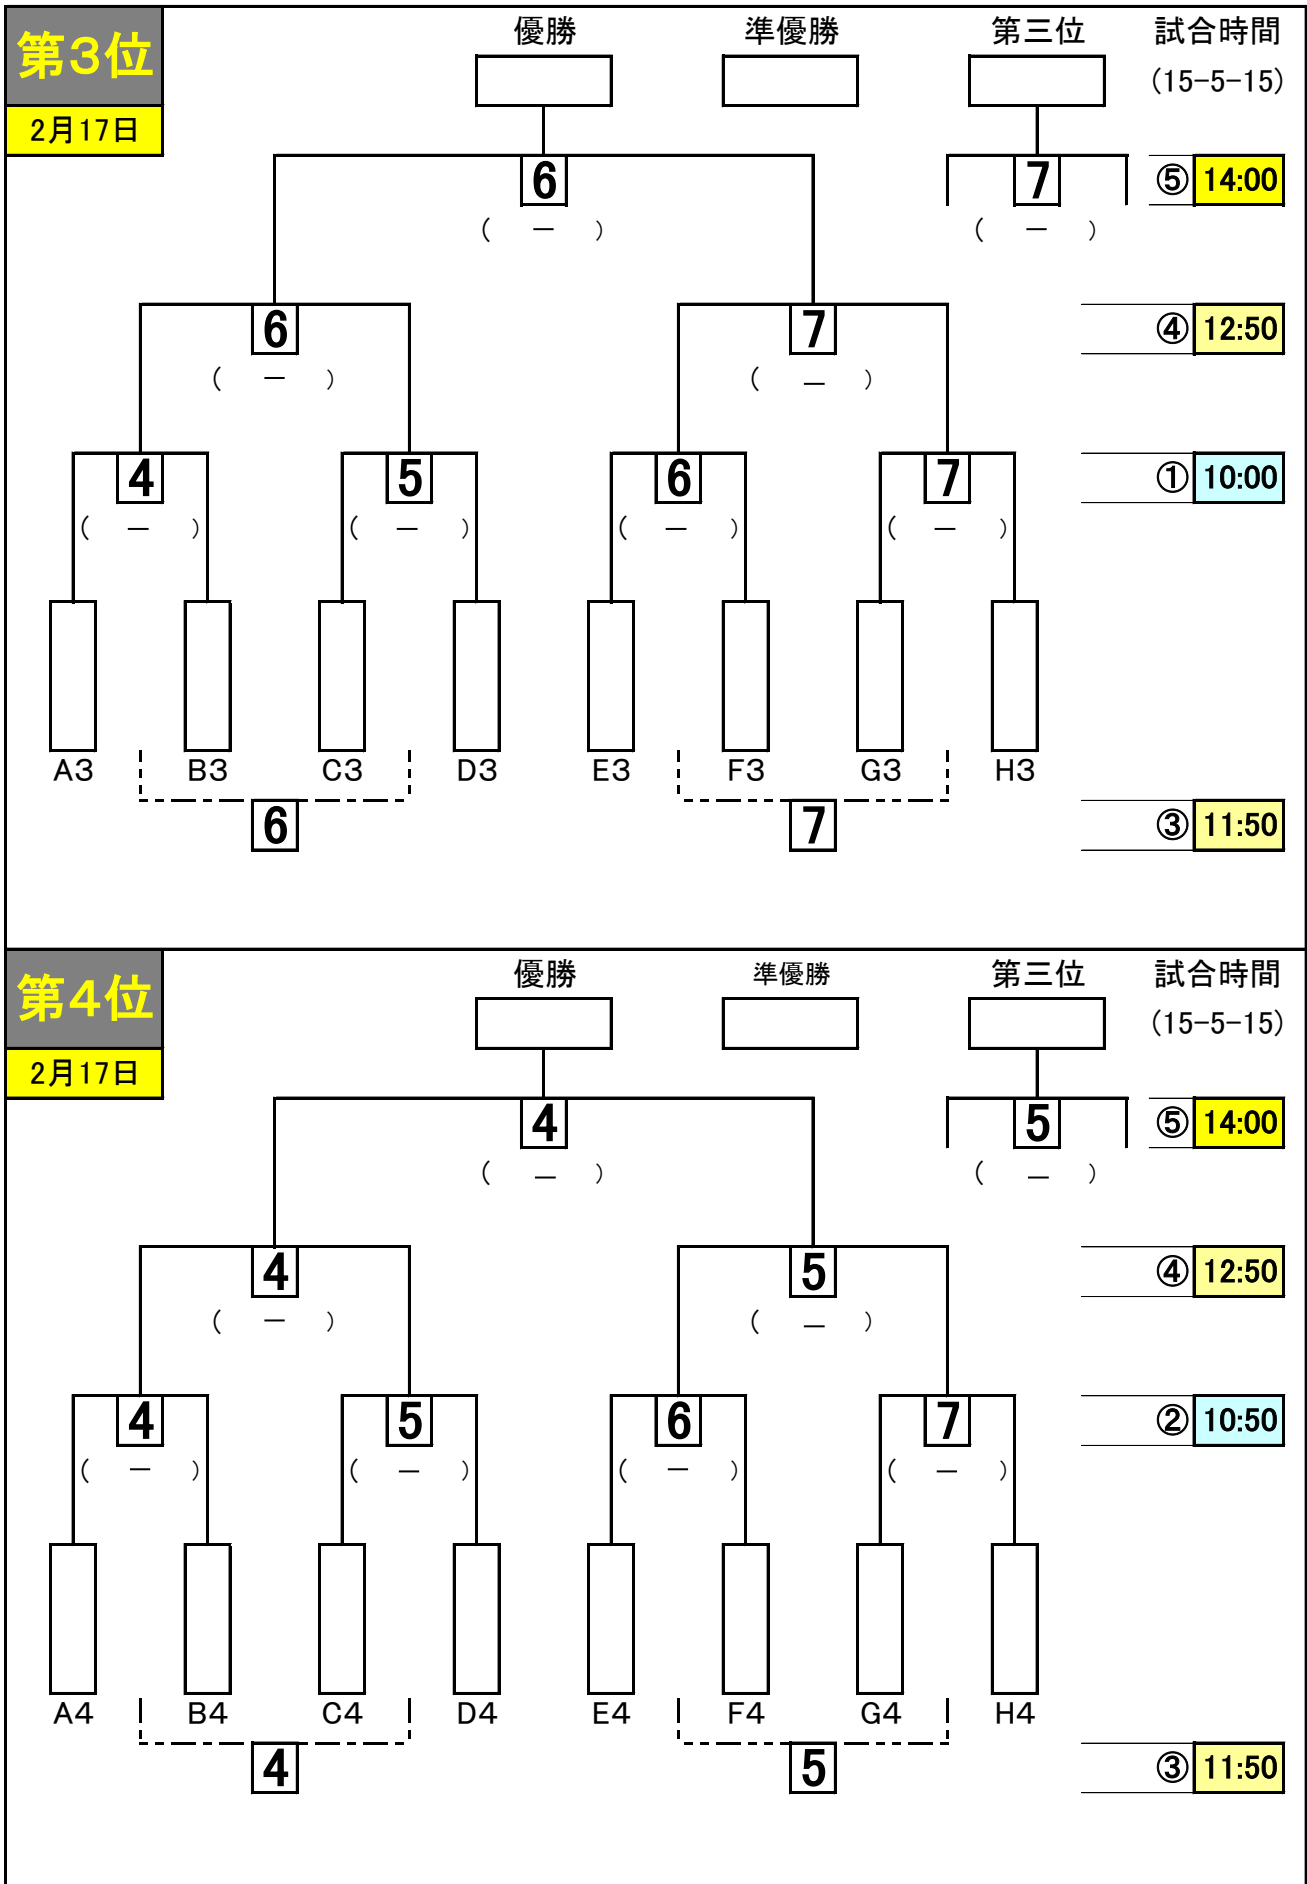 第3位 優勝 準優勝 第三位 試合時間
(15-5-15)
2月17日
6 7 ⑤ 14:00
( － ) ( － )
6 7 ④ 12:50
( － ) ( － )
4 5 6 7 ① 10:00
( － ) ( － ) ( － ) ( － )
A3 B3 C3 D3 E3 F3 G3 H3
6 7 ③ 11:50
第4位 優勝 準優勝 第三位 試合時間
(15-5-15)
2月17日
4 5 ⑤ 14:00
( － ) ( － )
4 5 ④ 12:50
( － ) ( － )
4 5 6 7 ② 10:50
( － ) ( － ) ( － ) ( － )
A4 B4 C4 D4 E4 F4 G4 H4
4 5 ③ 11:50